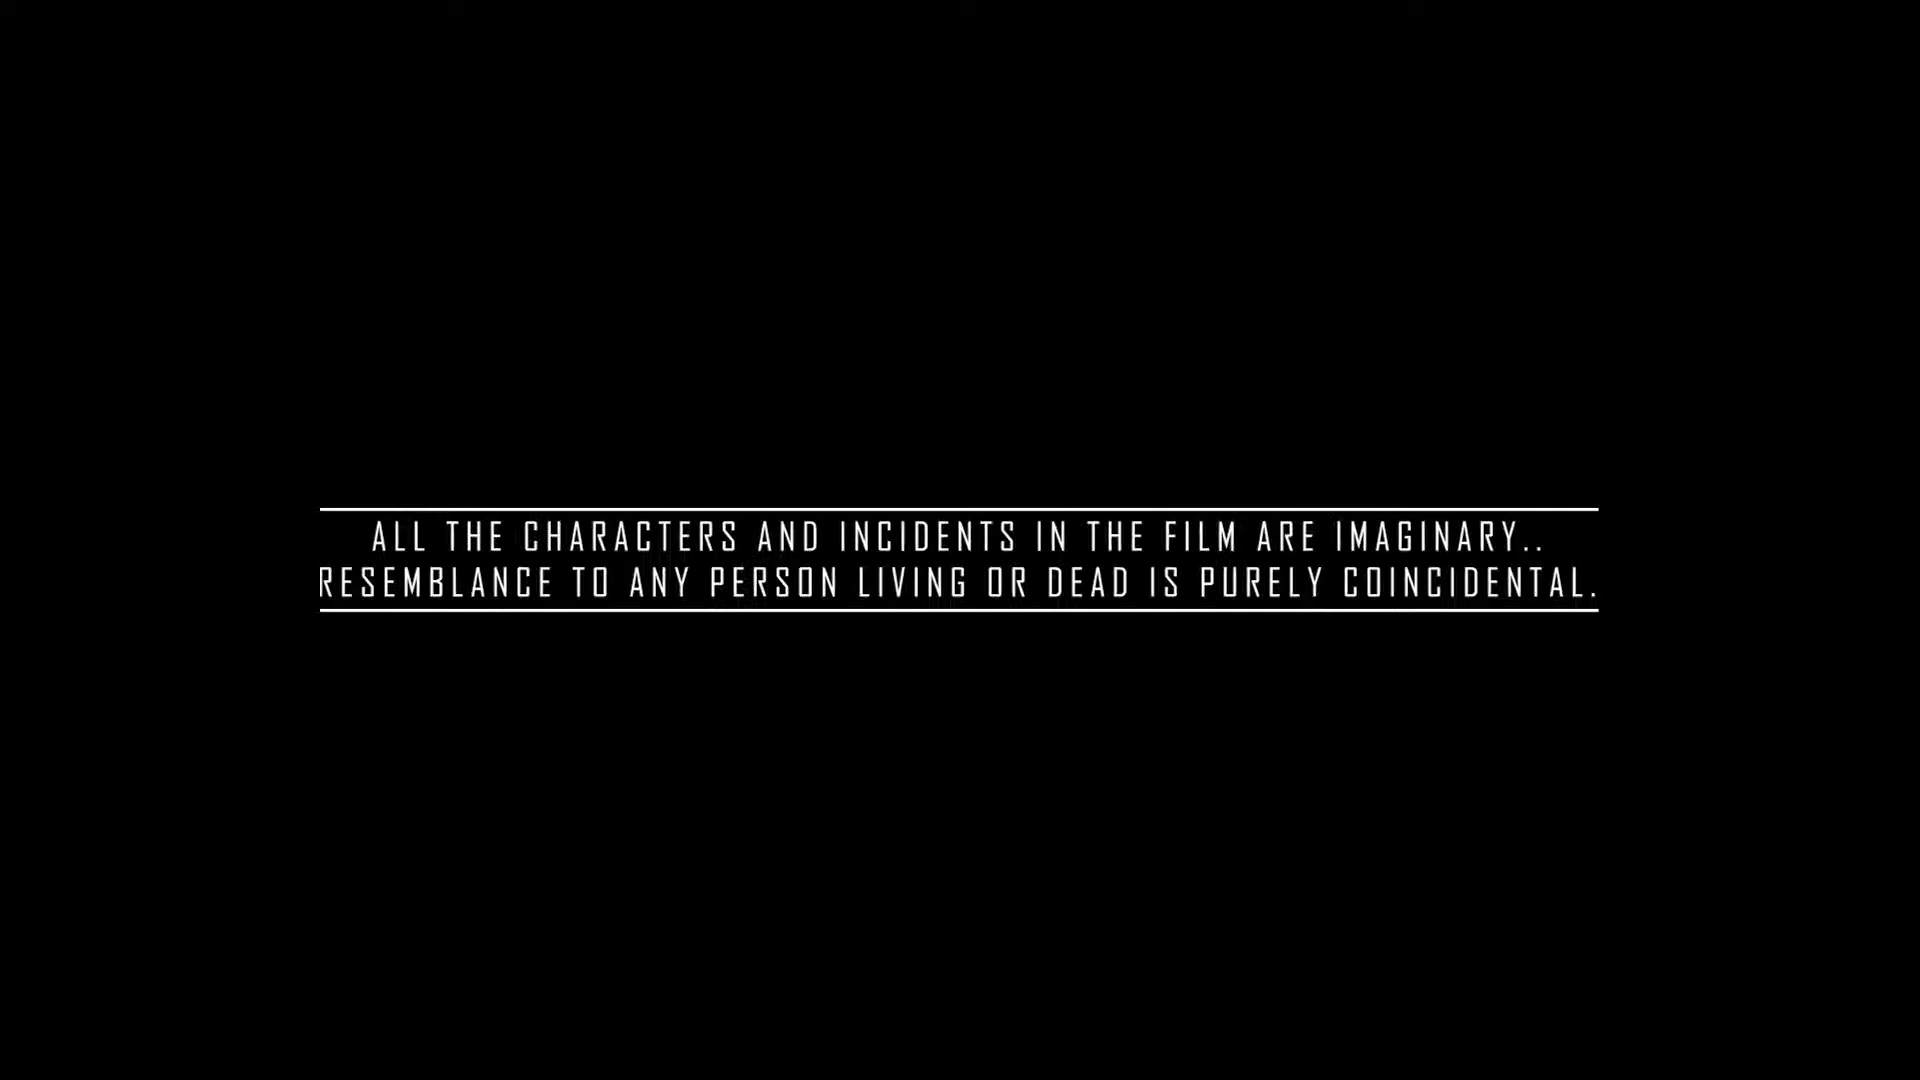 ALL THE CHARACTERS AND INCIDENTS IN THE FILM ARE IMAGINARY..
RESEMBLANCE TO ANY PERSON LIVING OR DEAD IS PURELY COINCIDENTAL.